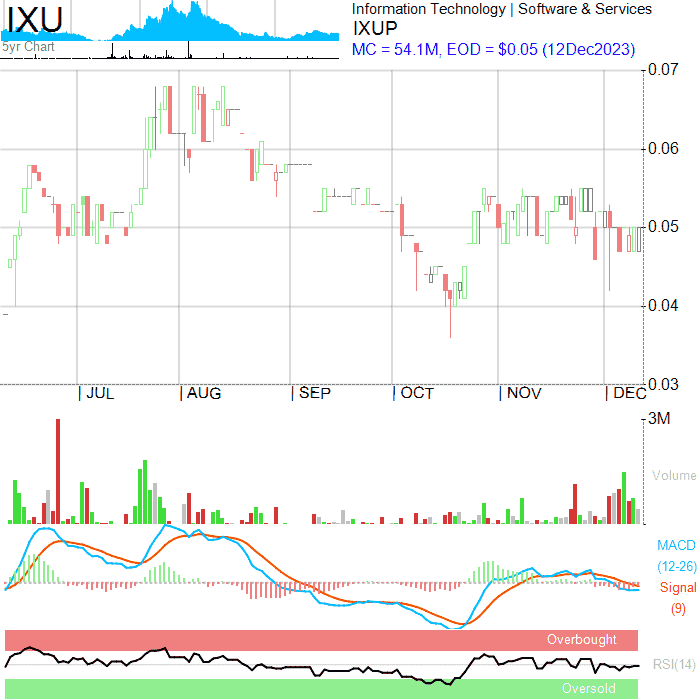 IXU
5yr Chart
Information Technology | Software & Services
IXUP
MC = 54.1M, EOD = $0.05 (12Dec2023)
0.07
0.06
0.05
0.04
0.03
| JUL | AUG | SEP | OCT | NOV | DEC
3M
Volume
MACD
(12-26)
Signal
(9)
Overbought
RSI(14)
Oversold